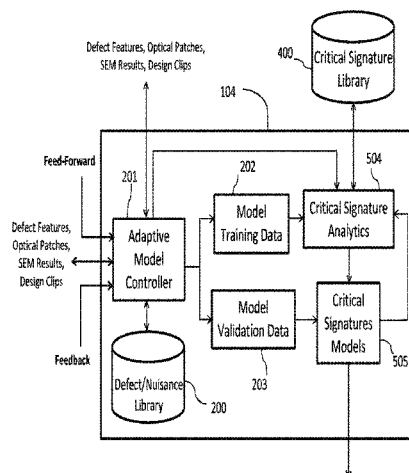 Defect Features, Optical Patches,
SEM Results, Design Clips
400
Critical Signature
Library
104
Feed-Forward
201
202
504
Adaptive
Model
Controller
Model
Training Data
Critical Signature
Analytics
Defect Features,
Optical Patches,
SEM Results,
Design Clips
Model
Validation Data
Critical
Signatures
Models
Feedback
203
505
Defect/Nuisance
Library
200